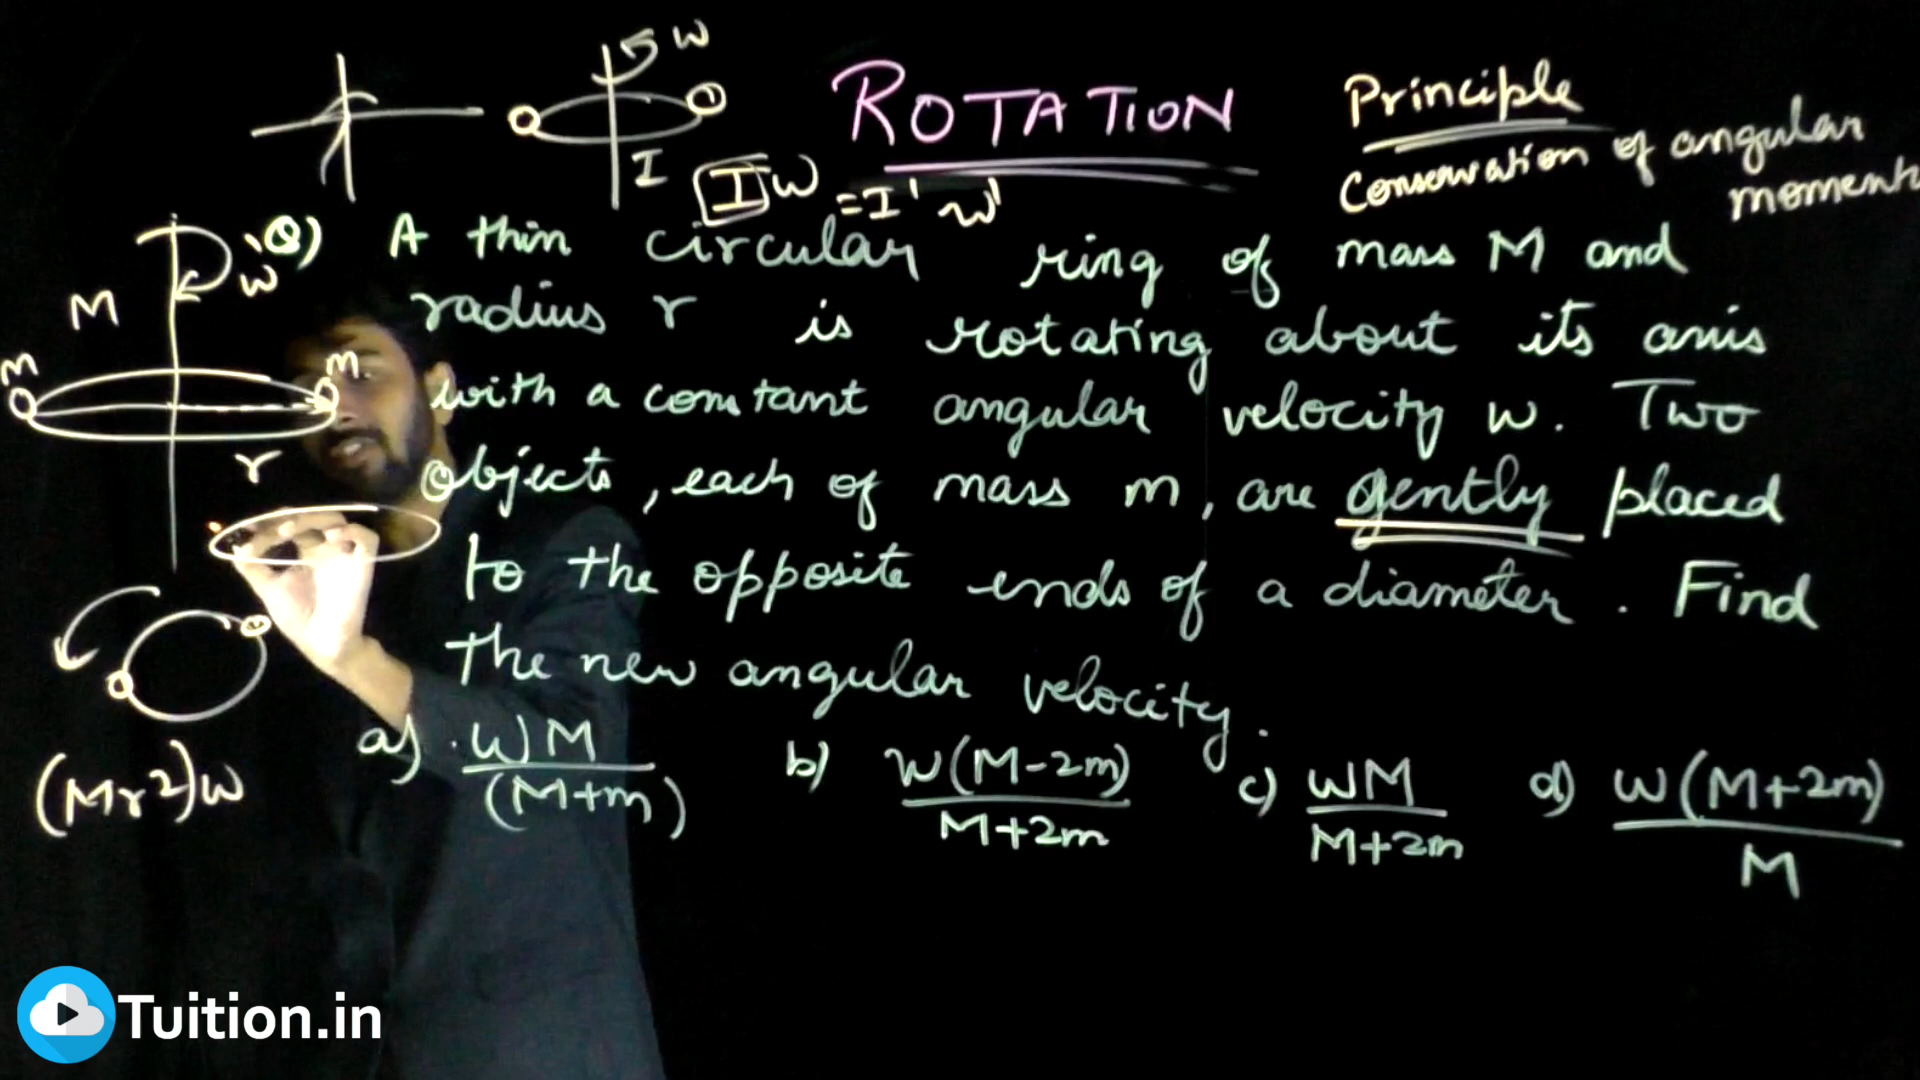 ω
ROTATION
Principle
Conservation of angular
I
Iω = I' ω'
Q) A thin circular ring of mass M and
ω'
M
radius r is rotating about its axis
m
m
with a constant angular velocity ω. Two
r
objects, each of mass m, are gently placed
to the opposite ends of a diameter. Find
the new angular velocity.
a) ωM / (M+m)
b) ω(M-2m) / M+2m
c) ωM / M+2m
d) ω(M+2m) / M
(Mr²)ω
Tuition.in